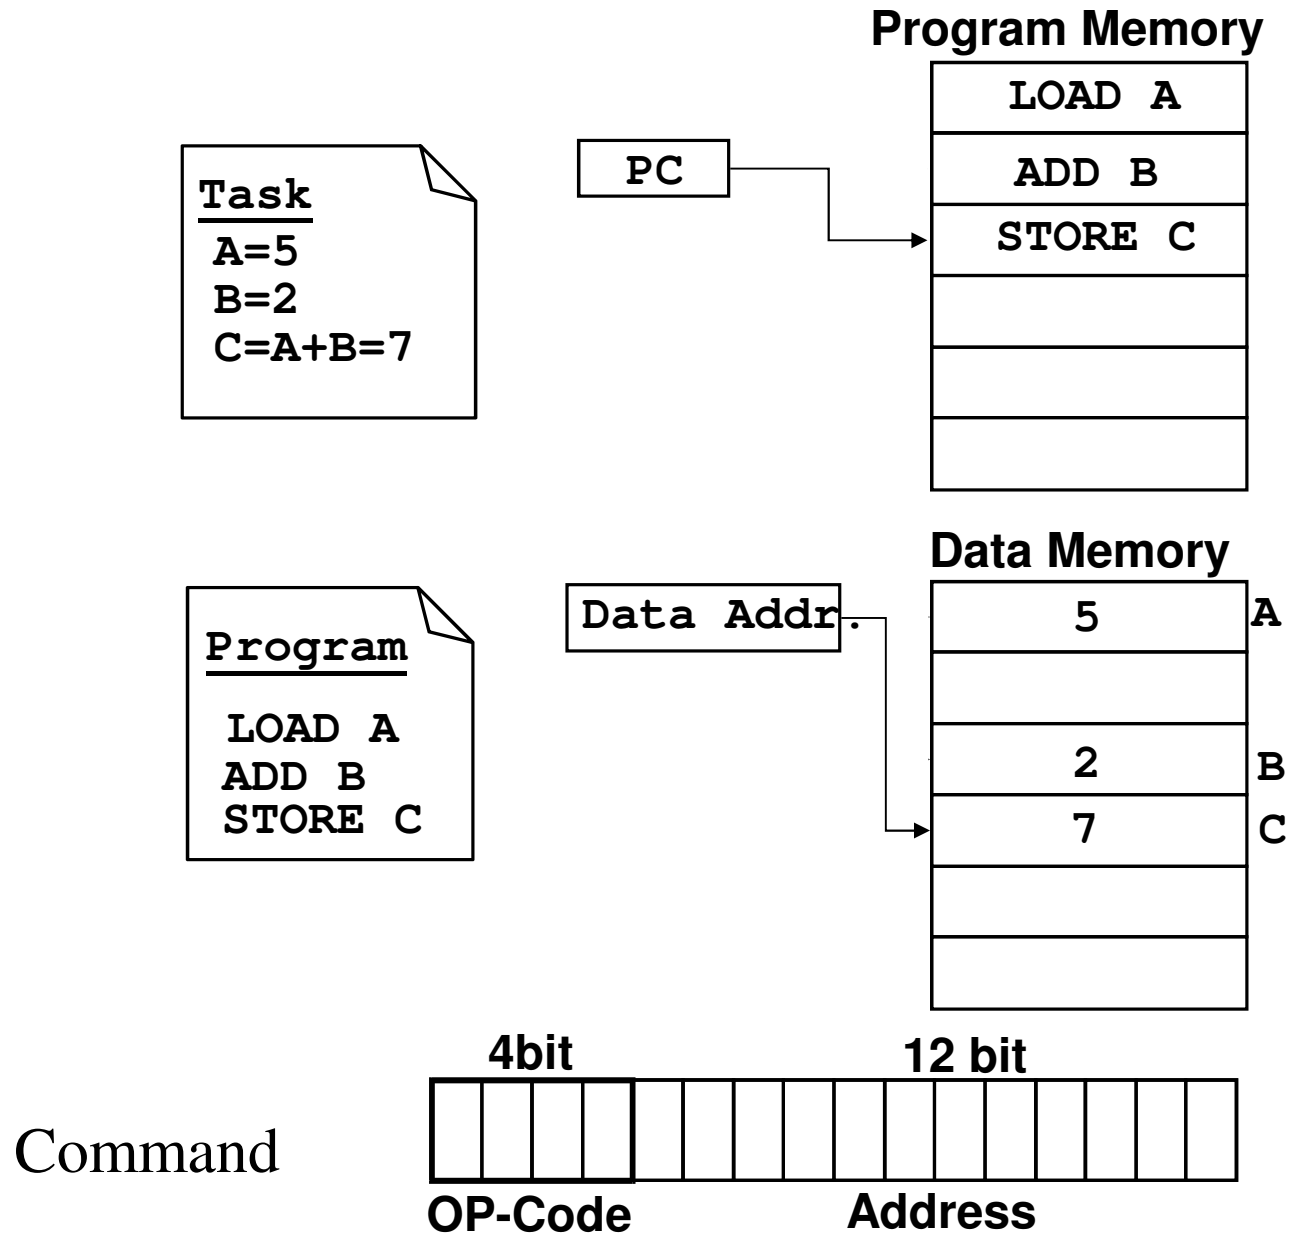 Program Memory
LOAD A
PC
ADD B
STORE C
Task
A=5
B=2
C=A+B=7
Data Memory
Data Addr.
5 A
2 B
7 C
Program
LOAD A
ADD B
STORE C
4bit 12 bit
Command
OP-Code Address